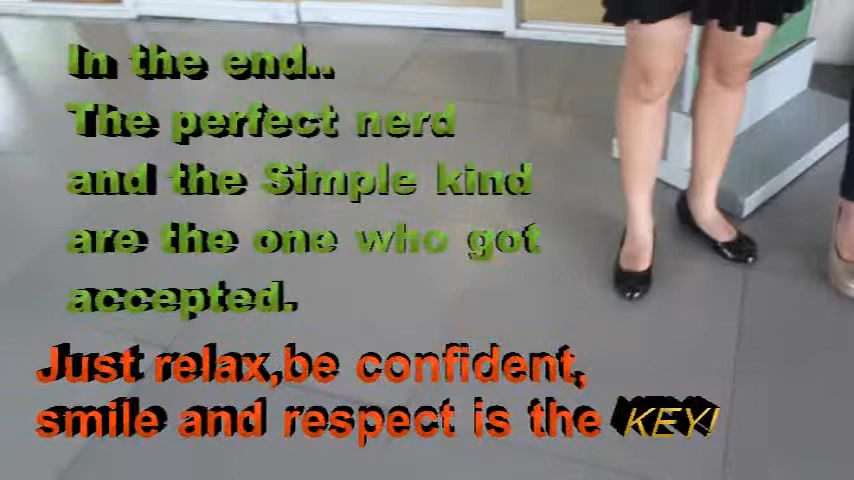 In the end..
The perfect nerd
and the Simple kind
are the one who got
accepted.
Just relax,be confident,
smile and respect is the KEY!